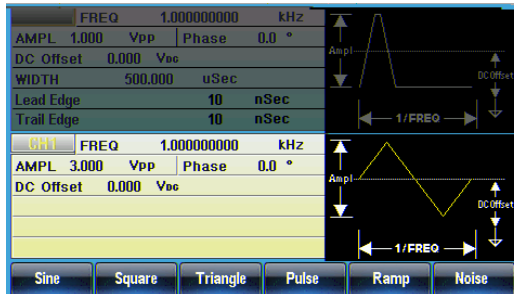 FREQ 1.000000000 kHz
AMPL 1.000 Vpp Phase 0.0 °
DC Offset 0.000 VDC
WIDTH 500.000 uSec
Lead Edge 10 nSec
Trail Edge 10 nSec
Ampl
DC Offset
1/FREQ
CH1 FREQ 1.000000000 kHz
AMPL 3.000 Vpp Phase 0.0 °
DC Offset 0.000 VDC
Ampl
DC Offset
1/FREQ
Sine Square Triangle Pulse Ramp Noise